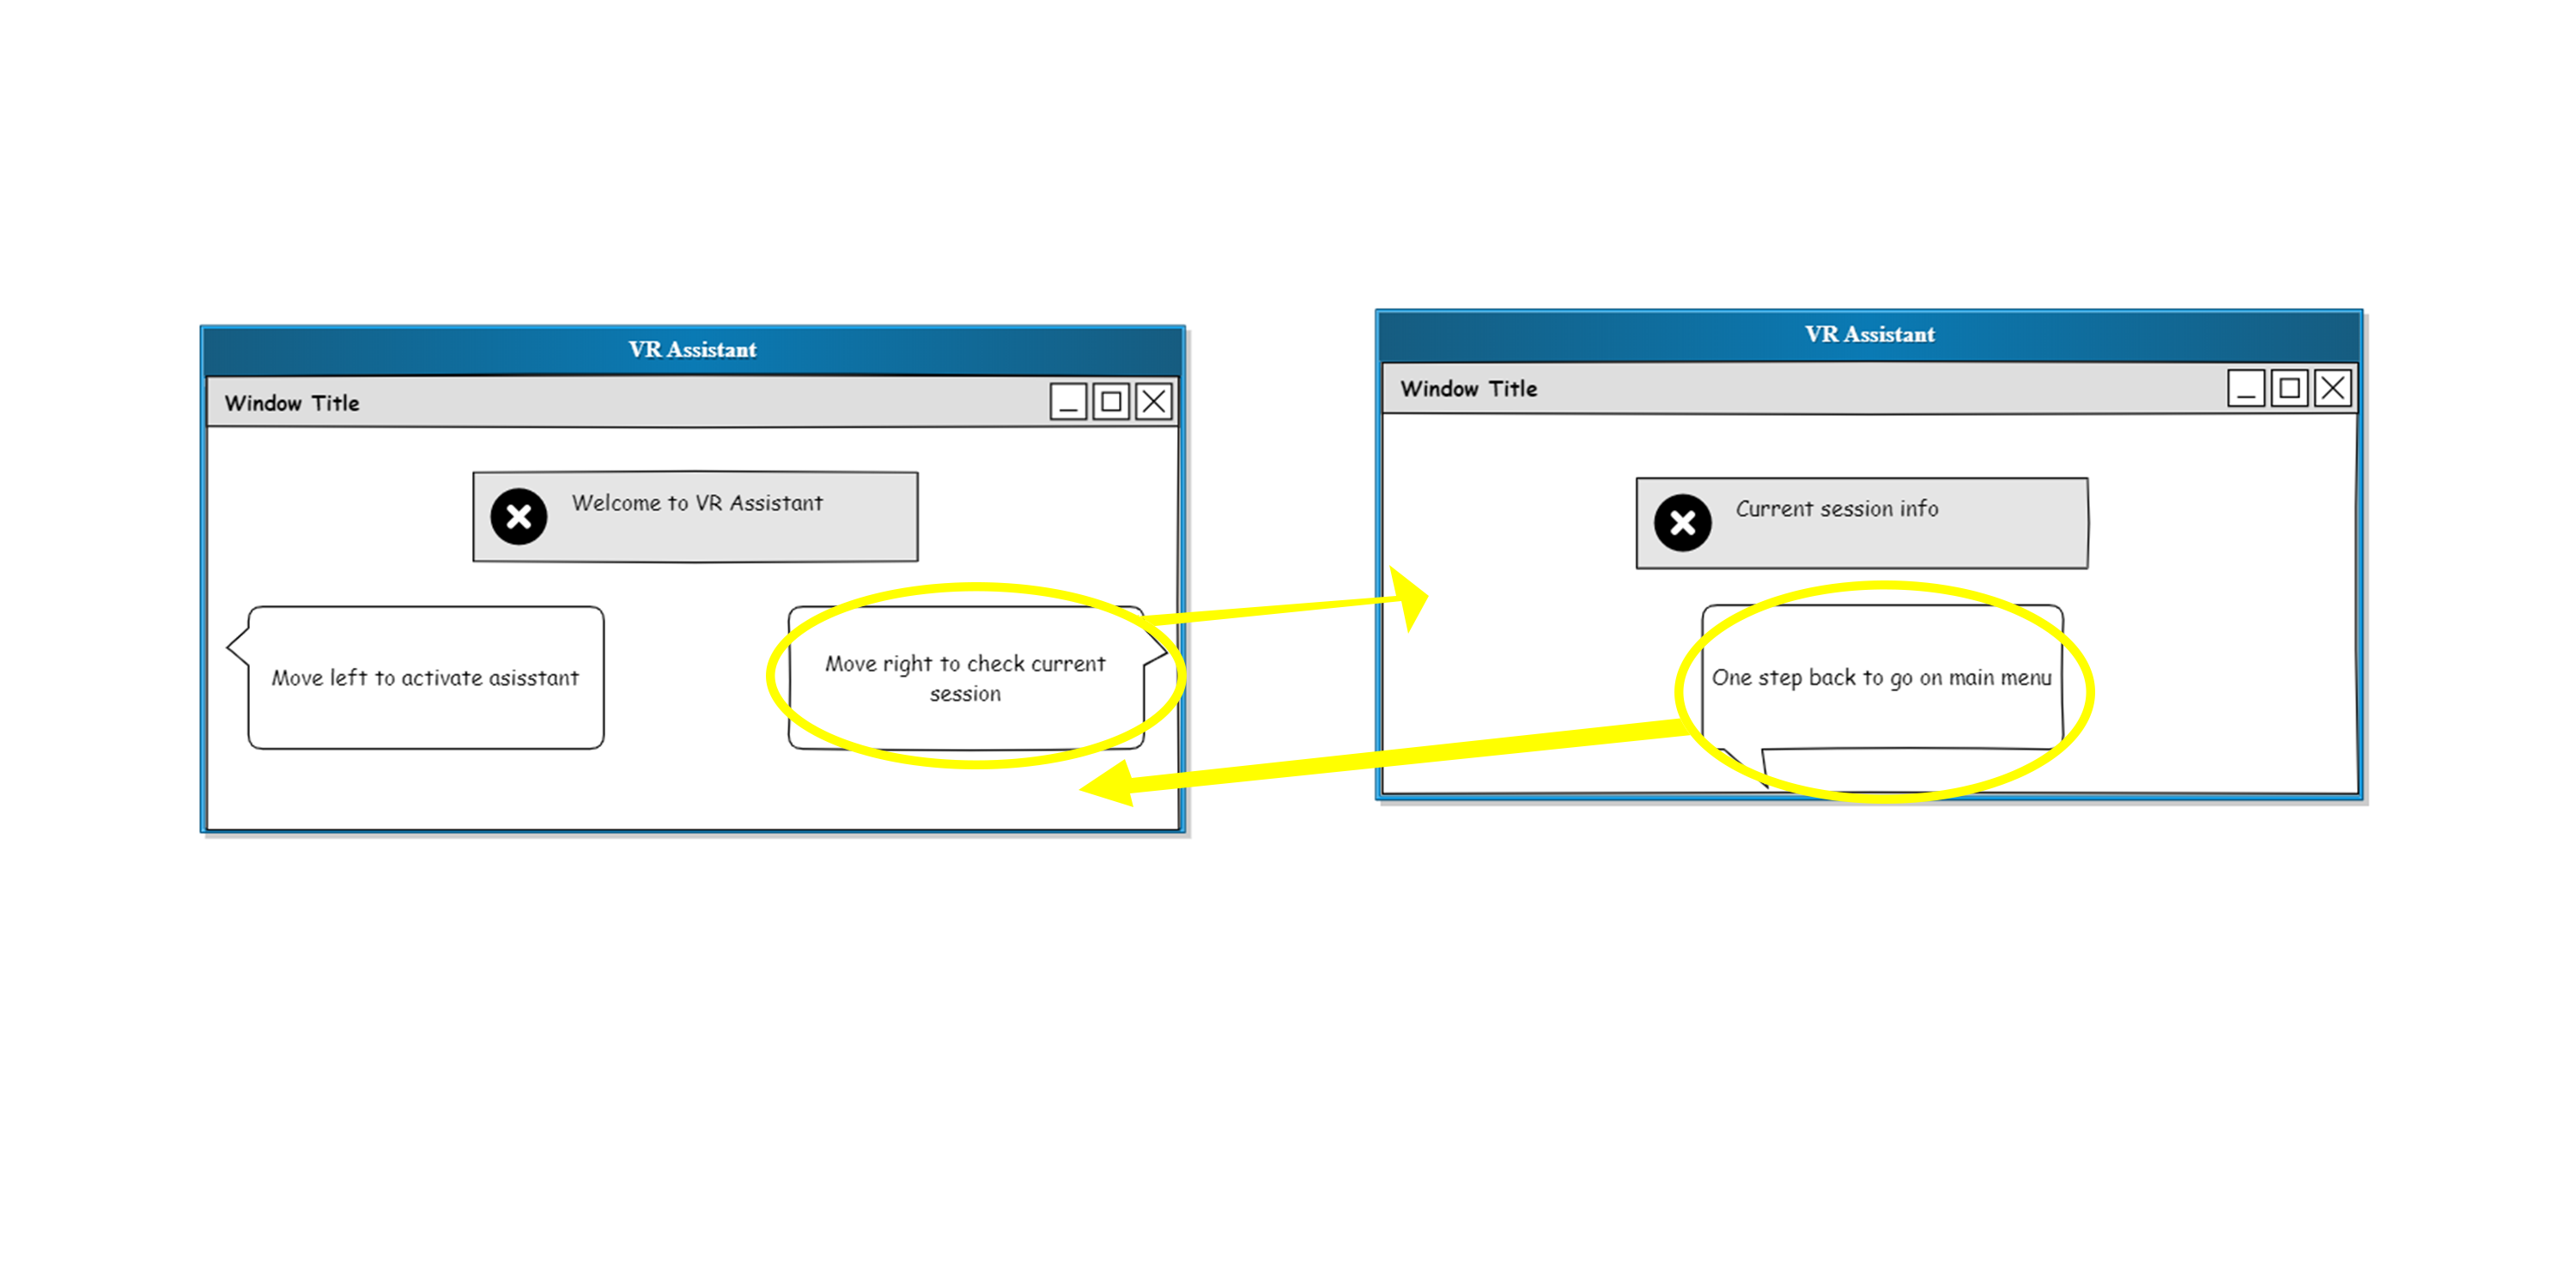 VR Assistant
Window Title
Welcome to VR Assistant
Move left to activate asisstant
Move right to check current
session
VR Assistant
Window Title
Current session info
One step back to go on main menu